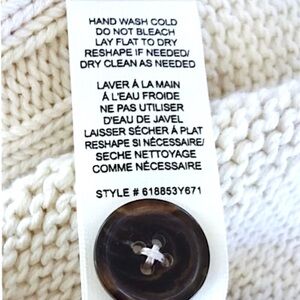 HAND WASH COLD
DO NOT BLEACH
LAY FLAT TO DRY
RESHAPE IF NEEDED/
DRY CLEAN AS NEEDED
LAVER À LA MAIN
À L'EAU FROIDE
NE PAS UTILISER
D'EAU DE JAVEL
LAISSER SÉCHER À PLAT
RESHAPE SI NÉCESSAIRE/
SECHE NETTOYAGE
COMME NÉCESSAIRE
STYLE # 618853Y671